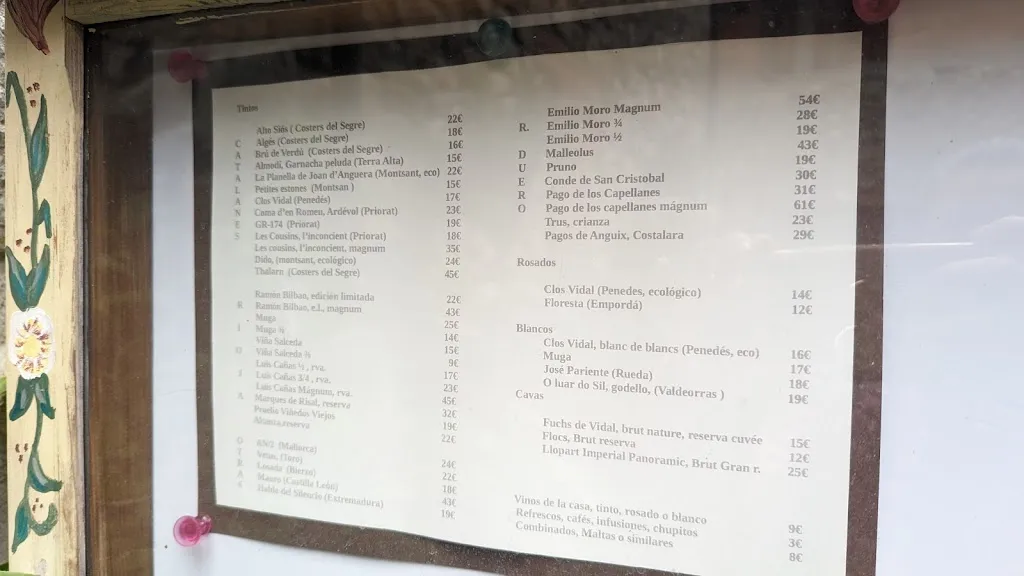 Tintos
Alto Siós ( Costers del Segre) 22€
C Algés (Costers del Segre) 18€
A Brú de Verdú (Costers del Segre) 16€
T Almodí, Garnacha peluda (Terra Alta) 15€
A La Planella de Joan d'Anguera (Montsant, eco) 22€
L Petites estones (Montsan ) 15€
A Clos Vidal (Penedés) 17€
N Coma d'en Romeu, Ardévol (Priorat) 23€
E GR-174 (Priorat) 19€
S Les Cousins, l'inconcient (Priorat) 18€
Les cousins, l'inconcient, magnum 35€
Dido, (montsant, ecológico) 24€
Thalarn (Costers del Segre) 45€
Ramón Bilbao, edición limitada 22€
R Ramón Bilbao, e.l., magnum 43€
Muga 25€
I Muga ¾ 14€
Viña Salceda 15€
O Viña Salceda ½ 9€
Luis Cañas ½ , rva. 17€
J Luis Cañas 3/4 , rva. 23€
Luis Cañas Mágnum, rva. 45€
A Marques de Riscal, reserva 32€
Pruelis Viñedos Viejos 19€
reserva 22€
O (Mallorca) 24€
T (Toro) 22€
R Losada (Bierzo) 18€
A Mauro (Castilla León) 43€
S Habla del Silencio (Extremadura) 19€
Emilio Moro Magnum 54€
R. Emilio Moro ¾ 28€
Emilio Moro ½ 19€
D Malleolus 43€
U Pruno 19€
E Conde de San Cristobal 30€
R Pago de los Capellanes 31€
O Pago de los capellanes mágnum 61€
Trus, crianza 23€
Pagos de Anguix, Costalara 29€
Rosados
Clos Vidal (Penedes, ecológico) 14€
Floresta (Empordá) 12€
Blancos
Clos Vidal, blanc de blancs (Penedés, eco) 16€
Muga 17€
José Pariente (Rueda) 18€
O luar do Sil, godello, (Valdeorras ) 19€
Cavas
Fuchs de Vidal, brut nature, reserva cuvée 15€
Flocs, Brut reserva 12€
Llopart Imperial Panoramic, Brut Gran r. 25€
Vinos de la casa, tinto, rosado o blanco 9€
Refrescos, cafés, infusiones, chupitos 3€
Combinados, Maltas o similares 8€